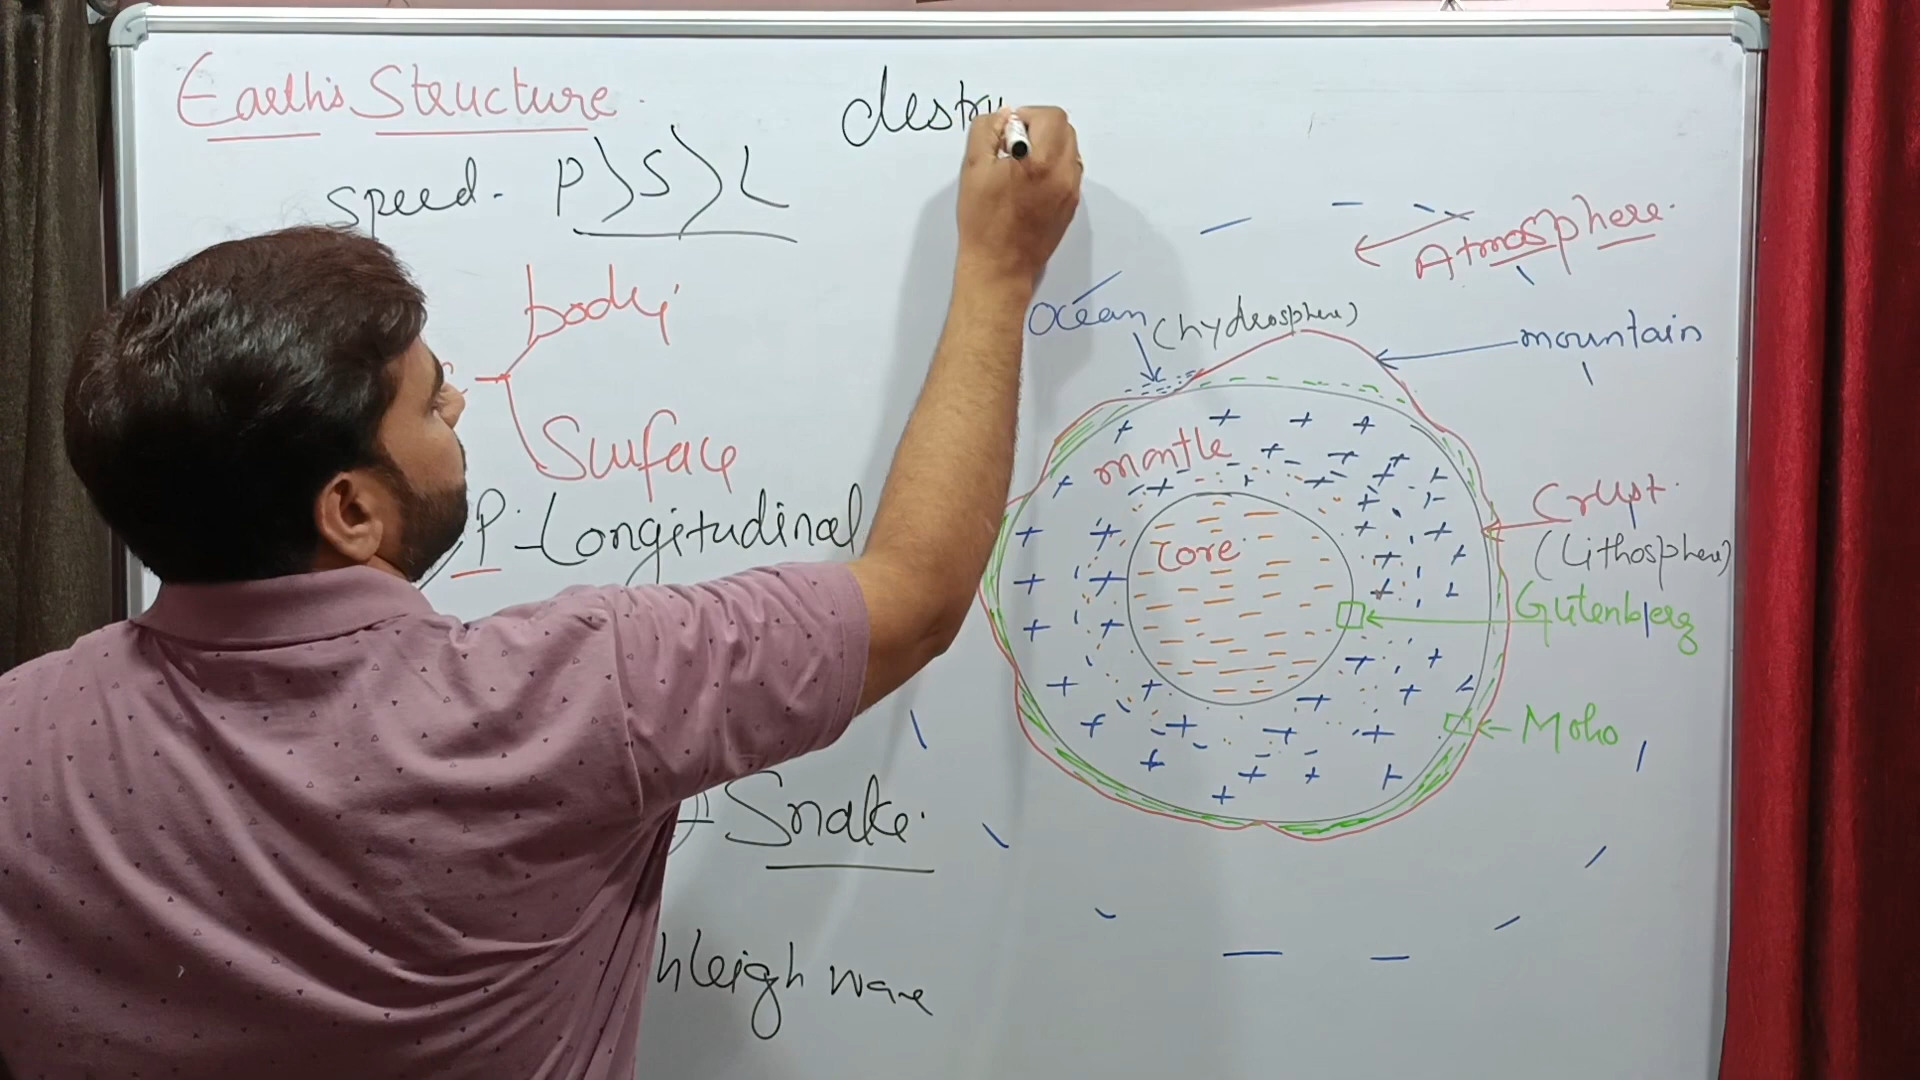 Earth's Structure
destru
speed - P > S > L
body
Surface
P - Longitudinal
Snake
hleigh wave
Atmosphere
Ocean (hydrosphere)
mountain
mantle
Core
Crust
(Lithosphere)
Gutenberg
Moho